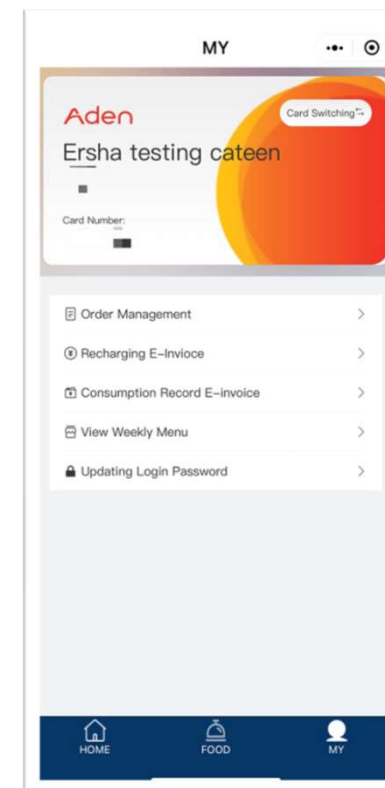 MY
Aden
Card Switching
Ersha testing cateen
Card Number:
Order Management
Recharging E-Invioce
Consumption Record E-invoice
View Weekly Menu
Updating Login Password
HOME
FOOD
MY